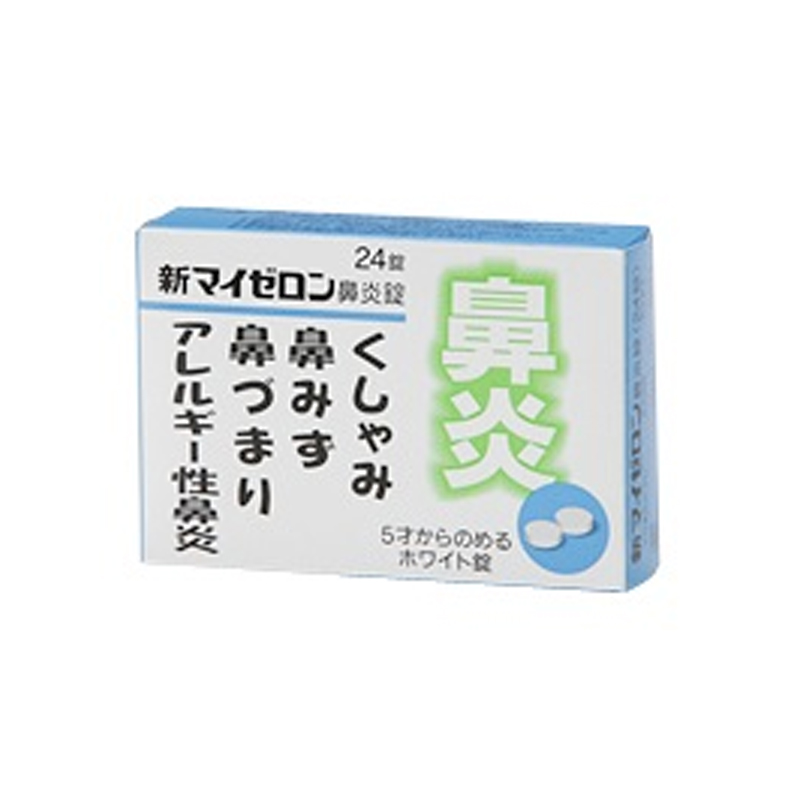 24錠
新マイゼロン鼻炎錠
くしゃみ
鼻みず
鼻づまり
アレルギー性鼻炎
鼻炎
5才からのめる
ホワイト錠